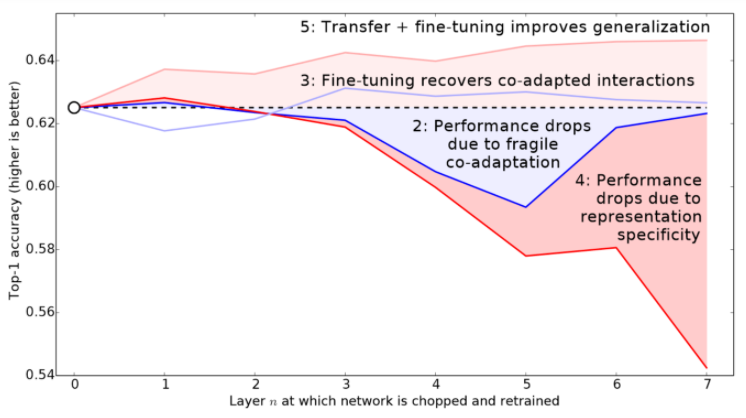 5: Transfer + fine-tuning improves generalization
3: Fine-tuning recovers co-adapted interactions
2: Performance drops
due to fragile
co-adaptation
4: Performance
drops due to
representation
specificity
Top-1 accuracy (higher is better)
0.64
0.62
0.60
0.58
0.56
0.54
0 1 2 3 4 5 6 7
Layer n at which network is chopped and retrained